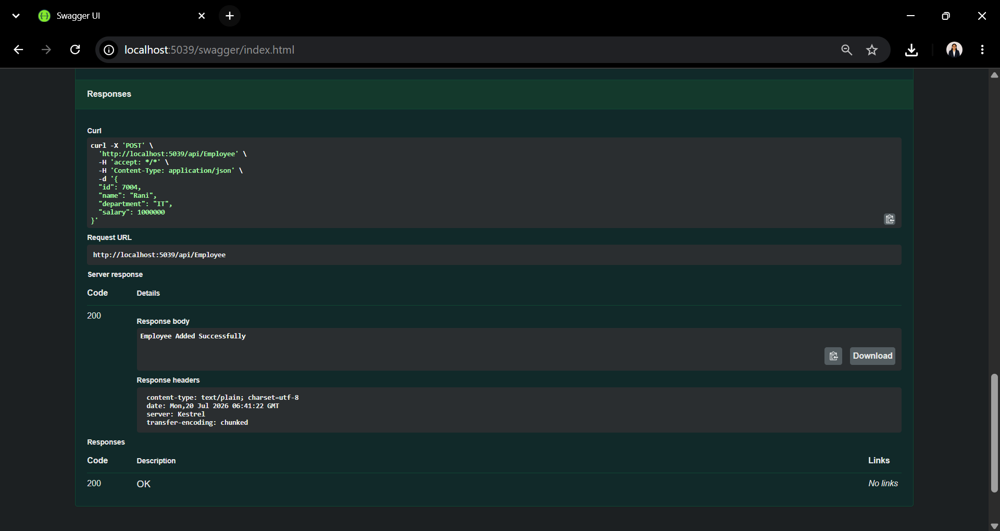 Swagger UI
localhost:5039/swagger/index.html
Responses
Curl
curl -X 'POST' \
  'http://localhost:5039/api/Employee' \
  -H 'accept: */*' \
  -H 'Content-Type: application/json' \
  -d '{
  "id": 7004,
  "name": "Rani",
  "department": "IT",
  "salary": 1000000
}'
Request URL
http://localhost:5039/api/Employee
Server response
Code Details
200
Response body
Employee Added Successfully
Download
Response headers
content-type: text/plain; charset=utf-8
date: Mon,20 Jul 2026 06:41:22 GMT
server: Kestrel
transfer-encoding: chunked
Responses
Code Description Links
200 OK No links